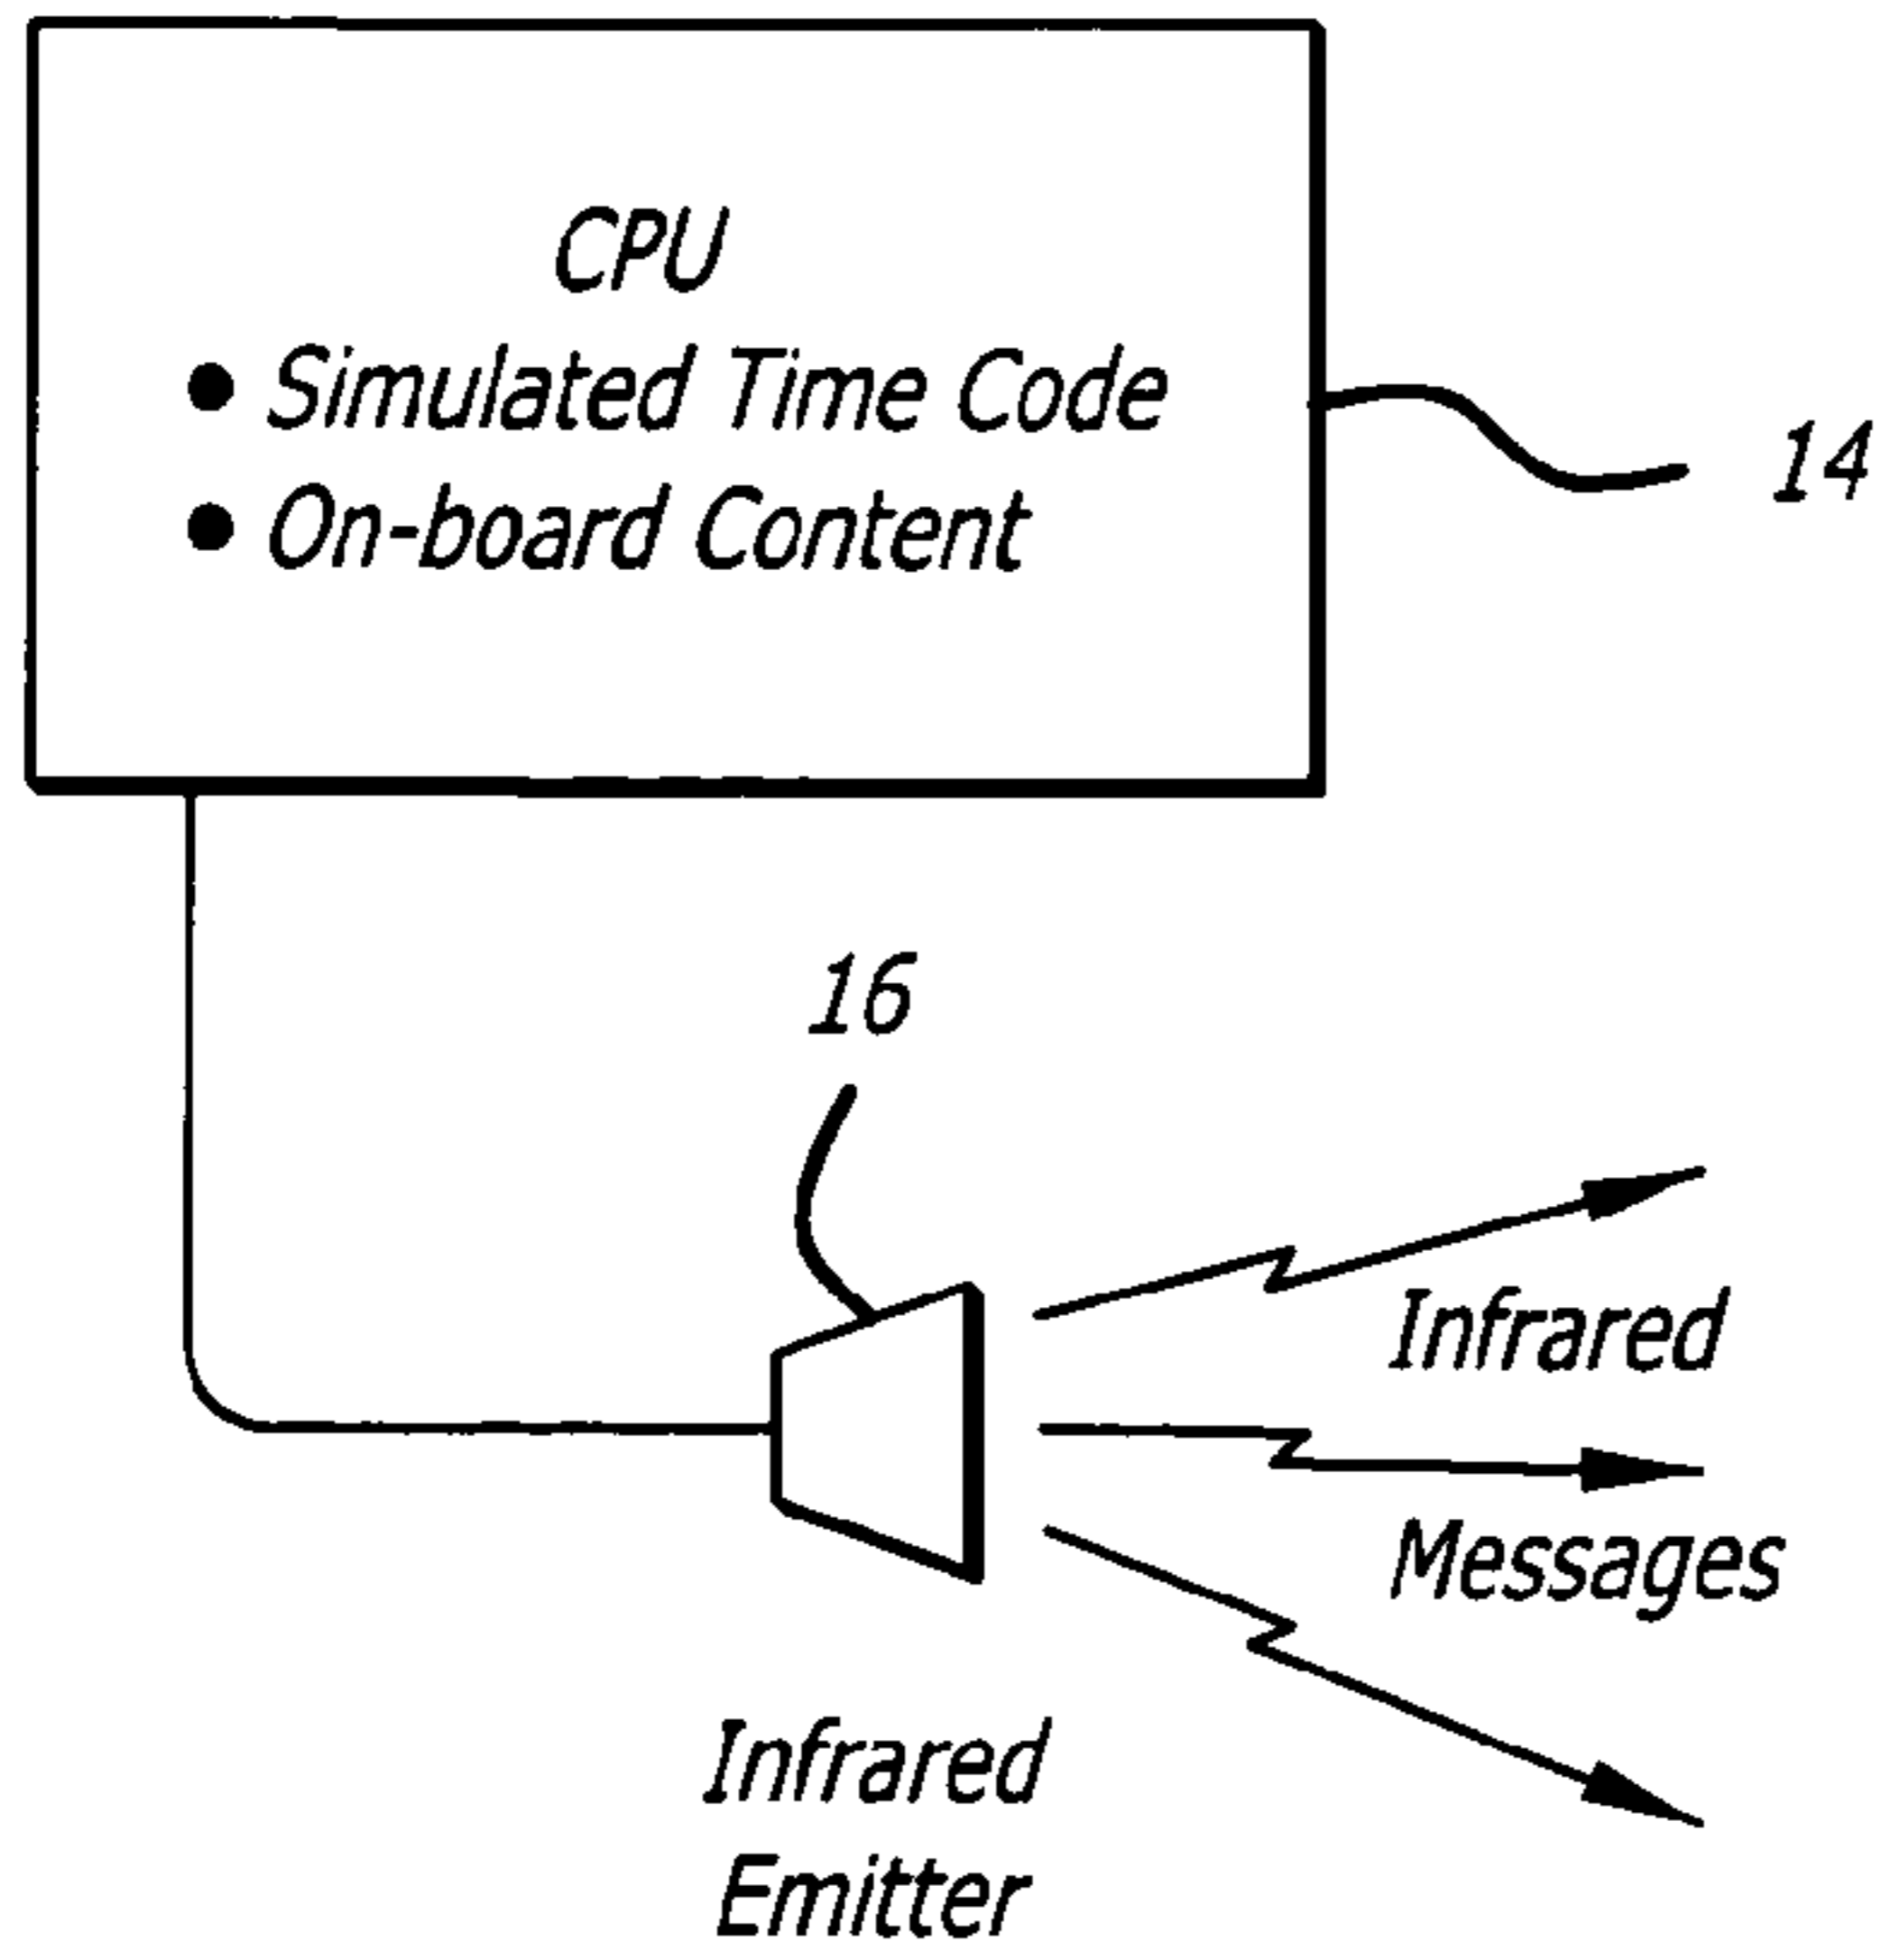 CPU
• Simulated Time Code
• On-board Content
14
16
Infrared
Messages
Infrared
Emitter